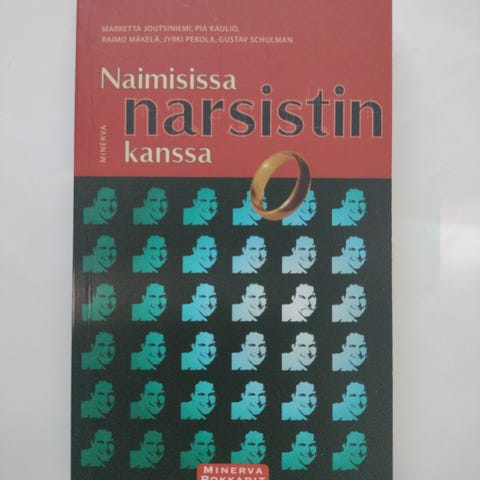 MARKETTA JOUTSINIEMI, PIA KAULIO,
RAIMO MÄKELÄ, JYRKI PEROLA, GUSTAV SCHULMAN
Naimisissa
narsistin
kanssa
MINERVA
MINERVA
POKKARIT